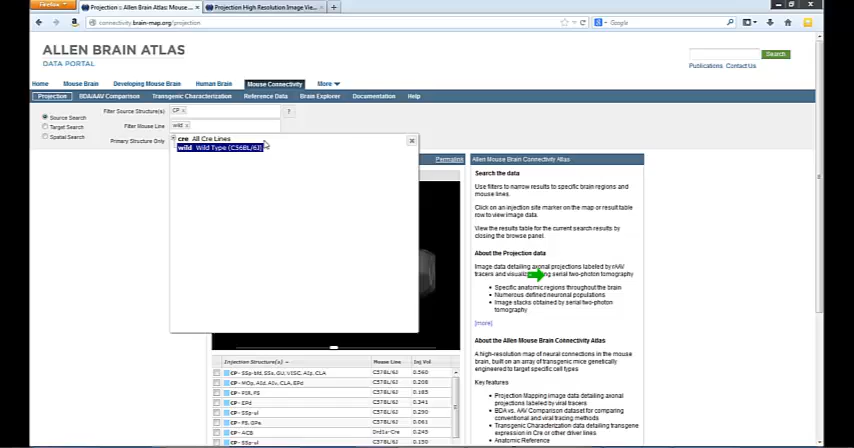 Firefox
Projection :: Allen Brain Atlas: Mouse ...
Projection High Resolution Image Vie...
connectivity.brain-map.org/projection
Google
ALLEN BRAIN ATLAS
DATA PORTAL
Search
Publications Contact Us
Home Mouse Brain Developing Mouse Brain Human Brain Mouse Connectivity More
Projection BDA/AAV Comparison Transgenic Characterization Reference Data Brain Explorer Documentation Help
Source Search
Target Search
Spatial Search
Filter Source Structure(s) CP x ?
Filter Mouse Line wild x
Primary Structure Only
cre All Cre Lines
wild Wild Type (C56BL/6J)
Permalink
Allen Mouse Brain Connectivity Atlas
Search the data
Use filters to narrow results to specific brain regions and
mouse lines.
Click on an injection site marker on the map or result table
row to view image data.
View the results table for the current search results by
closing the browse panel.
About the Projection data
Image data detailing axonal projections labeled by rAAV
tracers and serial two-photon tomography
• Specific anatomic regions throughout the brain
• Numerous defined neuronal populations
• Image stacks obtained by serial two-photon
tomography
[more]
About the Allen Mouse Brain Connectivity Atlas
A high-resolution map of neural connections in the mouse
brain, built on an array of transgenic mice genetically
engineered to target specific cell types.
Key features
• Projection Mapping image data detailing axonal
projections labeled by viral tracers
• BDA vs. AAV Comparison dataset for comparing
conventional and viral tracing methods
• Transgenic Characterization data detailing transgene
expression in Cre or other driver lines
• Anatomic Reference
Injection Structure(s) Mouse Line Inj Vol
CP - SSp-bfd, SSs, GU, VISC, AIp, CLA C57BL/6J 0.560
CP - MOp, AId, AIv, CLA, EPd C57BL/6J 0.208
CP - PIR, FS C57BL/6J 0.185
CP - EPd C57BL/6J 0.341
CP - SSp-ul C57BL/6J 0.250
CP - FS, GPe C57BL/6J 0.061
CP - ACB Drd1a-Cre 0.245
CP - SSp-ul C57BL/6J 0.150